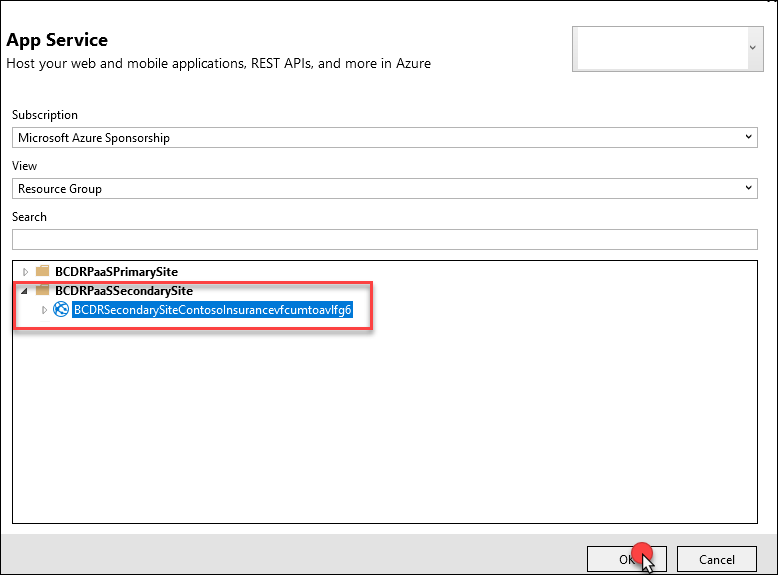 App Service
Host your web and mobile applications, REST APIs, and more in Azure
Subscription
Microsoft Azure Sponsorship
View
Resource Group
Search
BCDRPaaSPrimarySite
BCDRPaaSSecondarySite
BCDRSecondarySiteContosoInsurancevfcumtoavlfg6
OK
Cancel